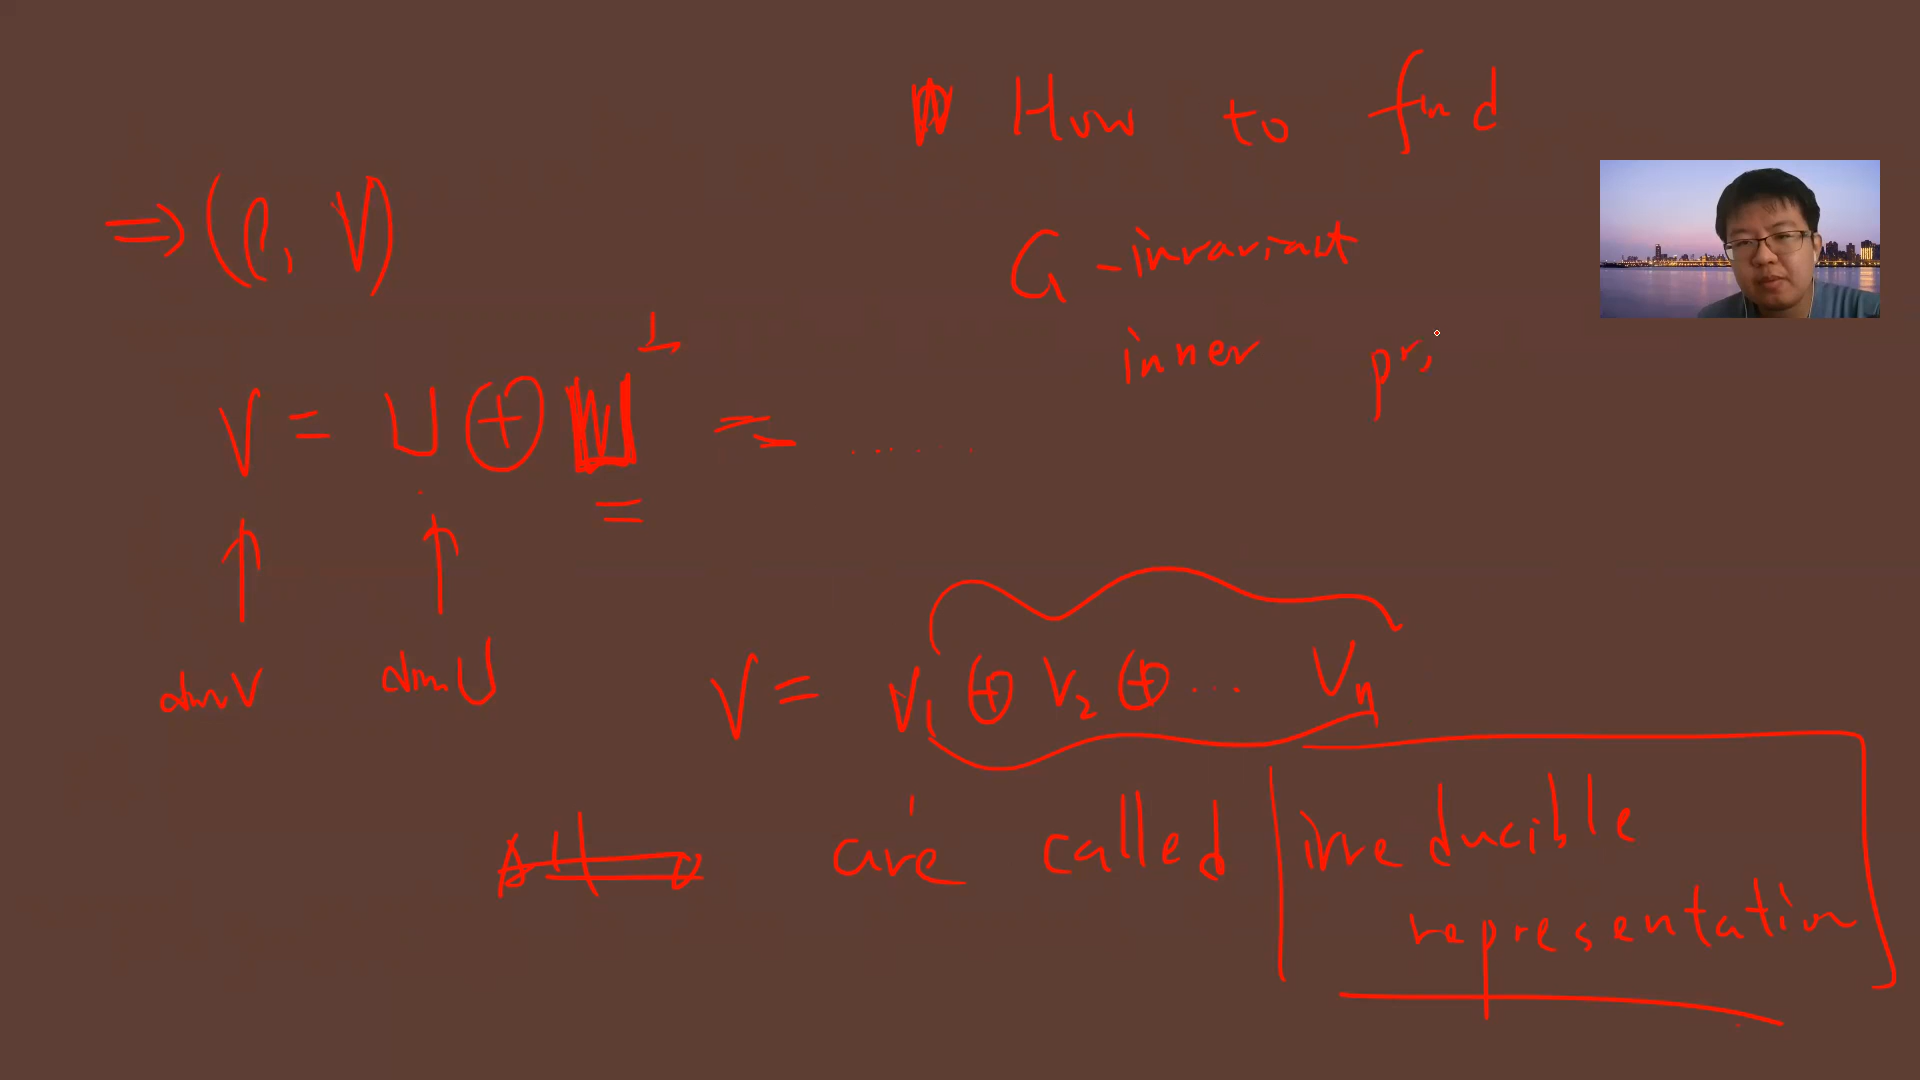 How to find
G-invariant
inner pr
⇒ (ρ, V)
V = U ⊕ U⊥ = ......
dim V dim U
V = V₁ ⊕ V₂ ⊕ ... Vₙ
are called irreducible
representation